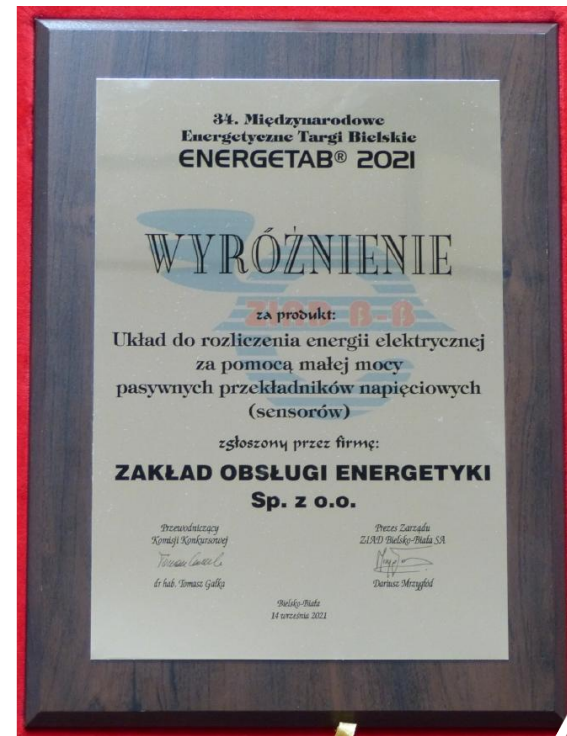 34. Międzynarodowe
Energetyczne Targi Bielskie
ENERGETAB® 2021
WYRÓŻNIENIE
ZIAD B-B
za produkt:
Układ do rozliczenia energii elektrycznej
za pomocą małej mocy
pasywnych przekładników napięciowych
(sensorów)
zgłoszony przez firmę:
ZAKŁAD OBSŁUGI ENERGETYKI
Sp. z o.o.
Przewodniczący
Komisji Konkursowej
dr hab. Tomasz Gałka
Prezes Zarządu
ZIAD Bielsko-Biała SA
Dariusz Mrzygłód
Bielsko-Biała
14 września 2021